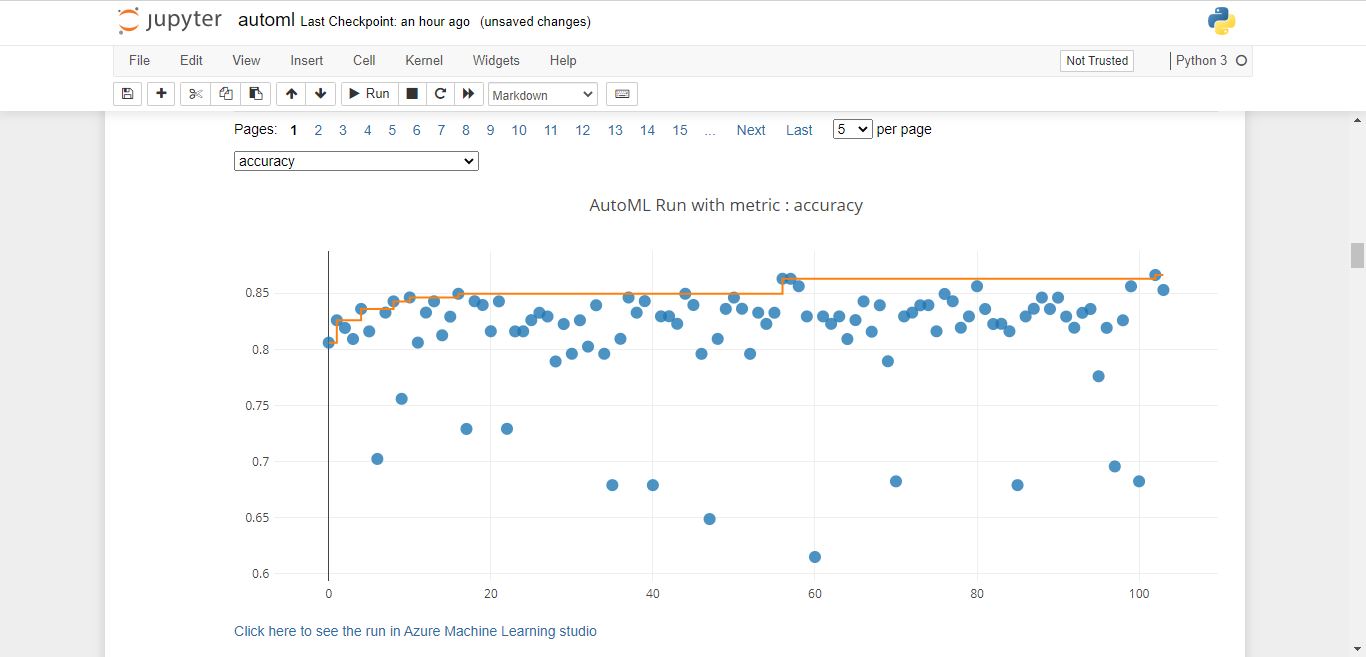 jupyter automl Last Checkpoint: an hour ago (unsaved changes)
File Edit View Insert Cell Kernel Widgets Help Not Trusted Python 3
Run Markdown
Pages: 1 2 3 4 5 6 7 8 9 10 11 12 13 14 15 ... Next Last 5 per page
accuracy
AutoML Run with metric : accuracy
0.85
0.8
0.75
0.7
0.65
0.6
0 20 40 60 80 100
Click here to see the run in Azure Machine Learning studio